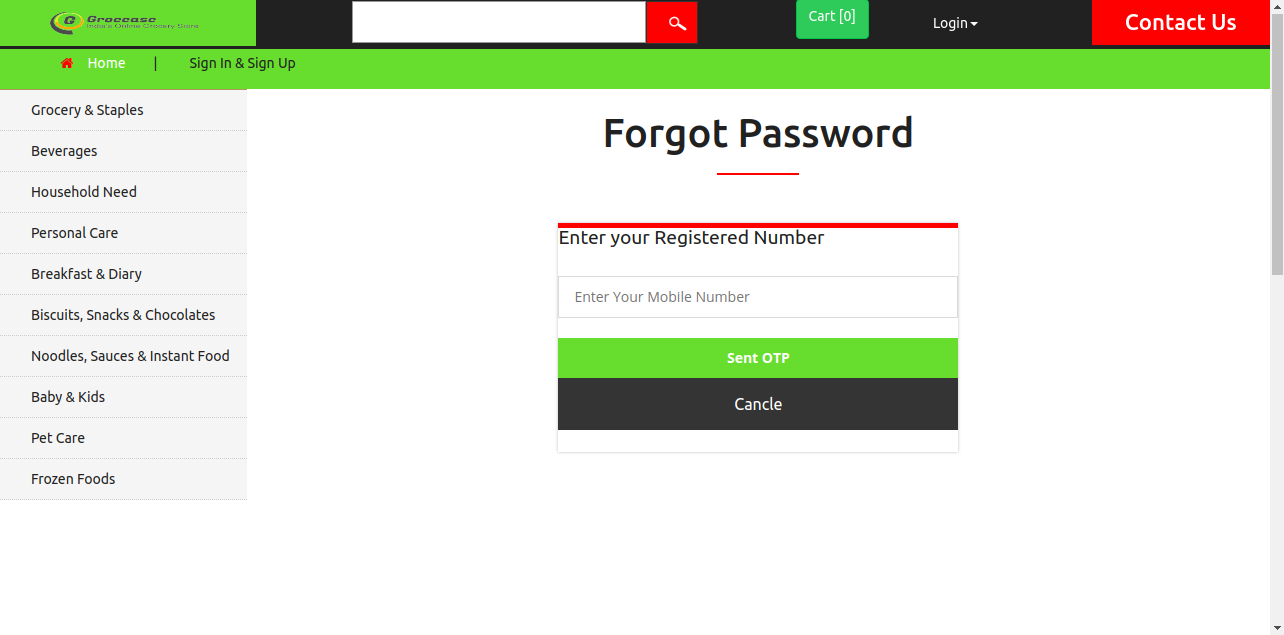 Grocease
India's Online Grocery Store
Cart [0]
Login
Contact Us
Home | Sign In & Sign Up
Grocery & Staples
Beverages
Household Need
Personal Care
Breakfast & Diary
Biscuits, Snacks & Chocolates
Noodles, Sauces & Instant Food
Baby & Kids
Pet Care
Frozen Foods
Forgot Password
Enter your Registered Number
Enter Your Mobile Number
Sent OTP
Cancle